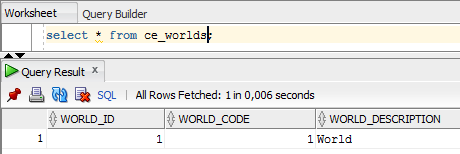 Worksheet Query Builder
select * from ce_worlds;
Query Result x
SQL | All Rows Fetched: 1 in 0,006 seconds
WORLD_ID WORLD_CODE WORLD_DESCRIPTION
1 1 1 World